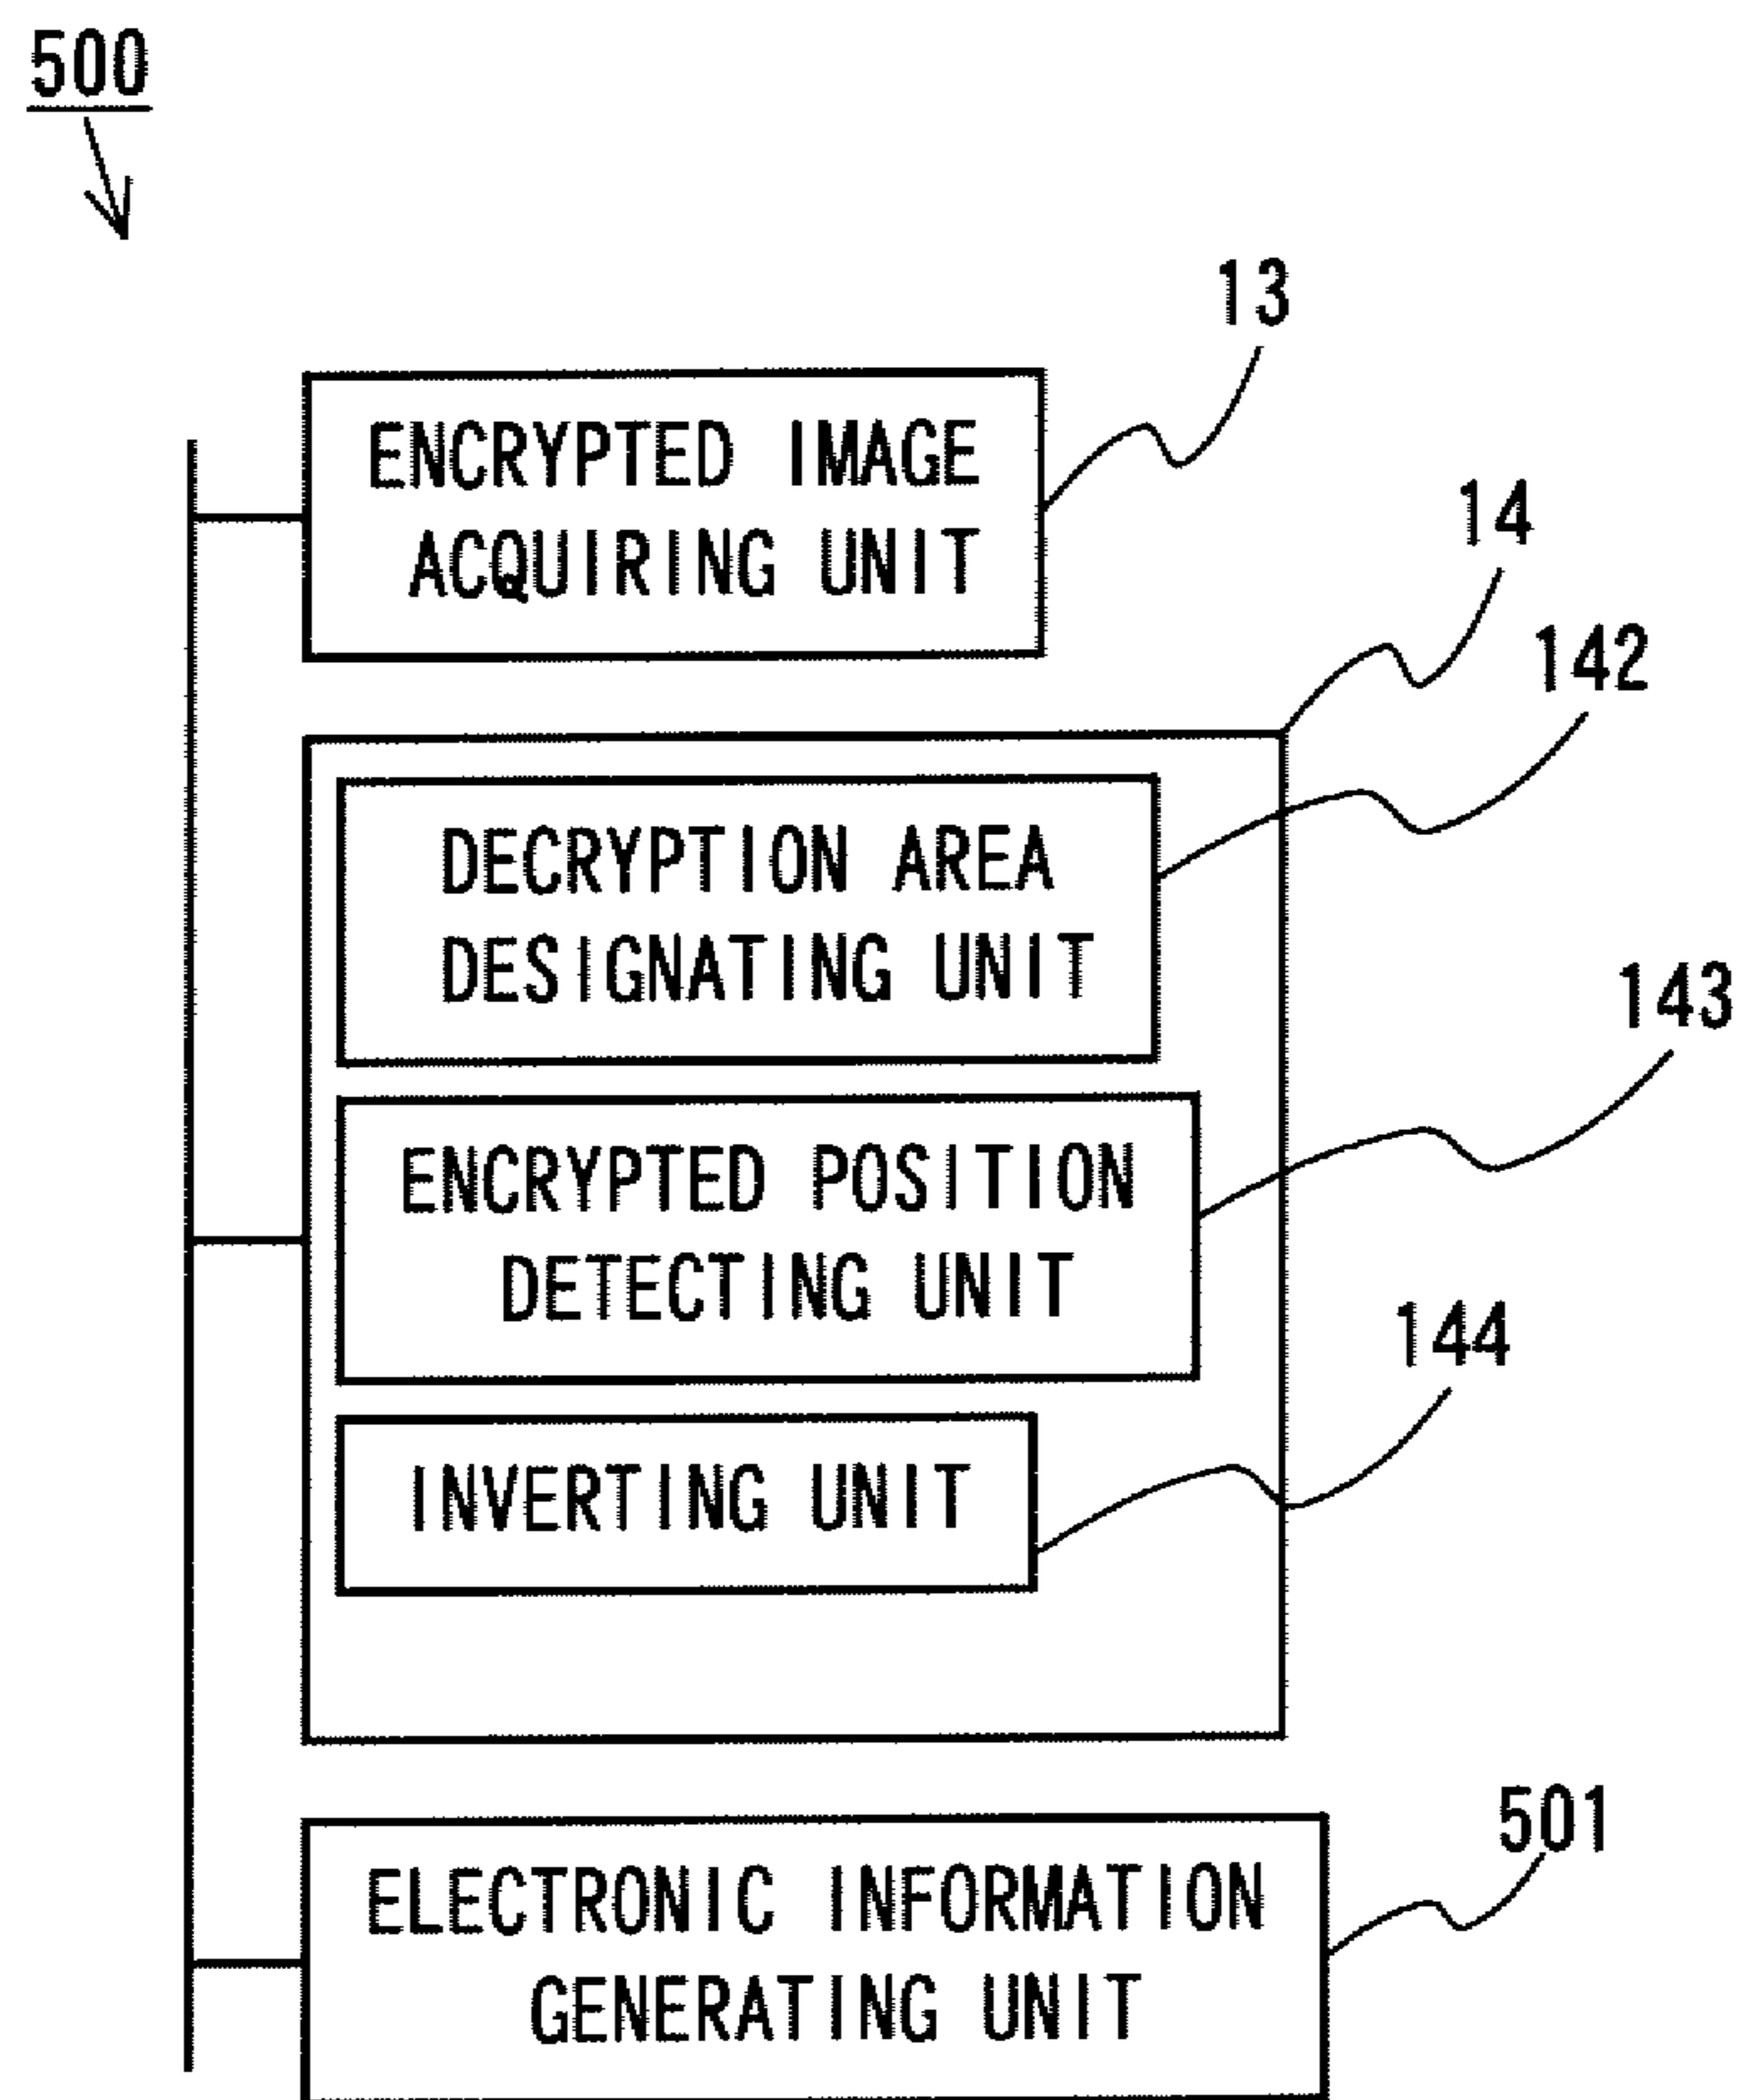 500
13
ENCRYPTED IMAGE
ACQUIRING UNIT
14
142
DECRYPTION AREA
DESIGNATING UNIT
143
ENCRYPTED POSITION
DETECTING UNIT
144
INVERTING UNIT
501
ELECTRONIC INFORMATION
GENERATING UNIT